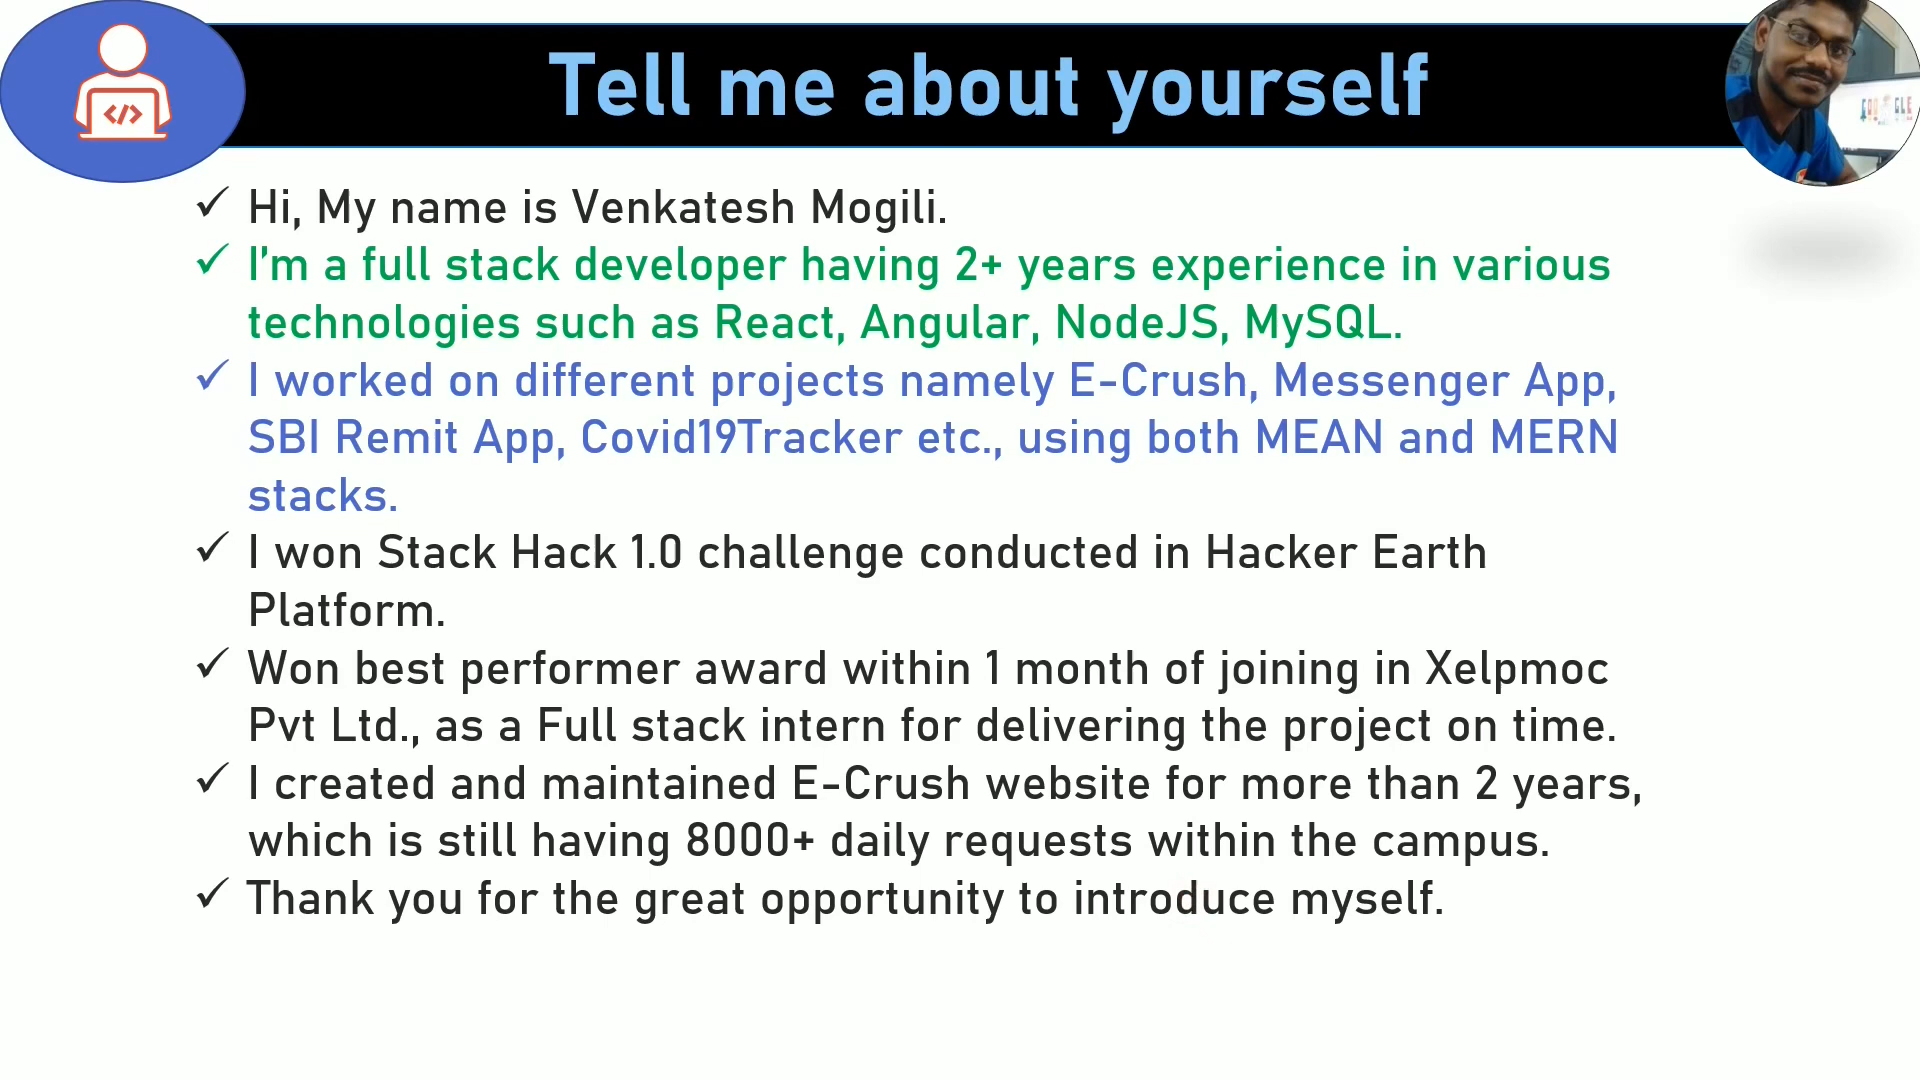 Tell me about yourself
</>
GOOGLE
Hi, My name is Venkatesh Mogili.
I'm a full stack developer having 2+ years experience in various
technologies such as React, Angular, NodeJS, MySQL.
I worked on different projects namely E-Crush, Messenger App,
SBI Remit App, Covid19Tracker etc., using both MEAN and MERN
stacks.
I won Stack Hack 1.0 challenge conducted in Hacker Earth
Platform.
Won best performer award within 1 month of joining in Xelpmoc
Pvt Ltd., as a Full stack intern for delivering the project on time.
I created and maintained E-Crush website for more than 2 years,
which is still having 8000+ daily requests within the campus.
Thank you for the great opportunity to introduce myself.